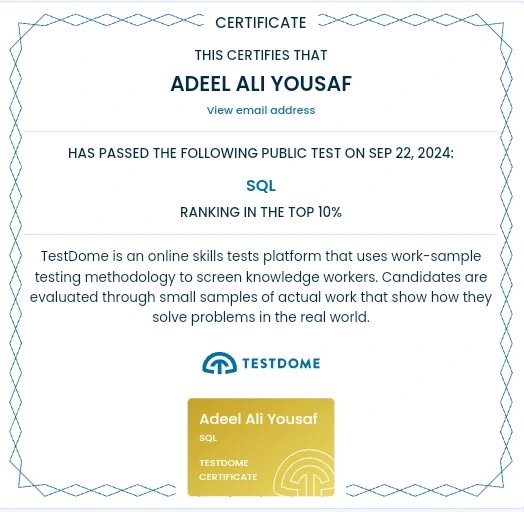 CERTIFICATE
THIS CERTIFIES THAT
ADEEL ALI YOUSAF
View email address
HAS PASSED THE FOLLOWING PUBLIC TEST ON SEP 22, 2024:
SQL
RANKING IN THE TOP 10%
TestDome is an online skills tests platform that uses work-sample
testing methodology to screen knowledge workers. Candidates are
evaluated through small samples of actual work that show how they
solve problems in the real world.
TESTDOME
Adeel Ali Yousaf
SQL
TESTDOME
CERTIFICATE